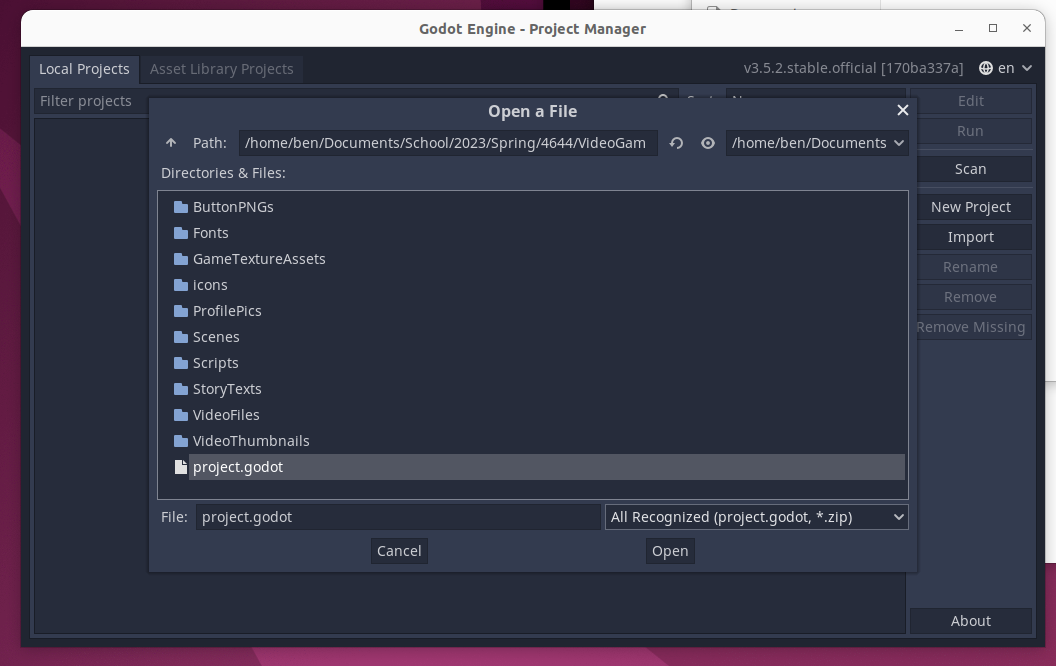 Godot Engine - Project Manager
Local Projects Asset Library Projects v3.5.2.stable.official [170ba337a] en
Filter projects Edit
Open a File
Path: /home/ben/Documents/School/2023/Spring/4644/VideoGam /home/ben/Documents
Run
Directories & Files:
Scan
ButtonPNGs New Project
Fonts Import
GameTextureAssets Rename
icons Remove
ProfilePics Remove Missing
Scenes
Scripts
StoryTexts
VideoFiles
VideoThumbnails
project.godot
File: project.godot All Recognized (project.godot, *.zip)
Cancel Open
About